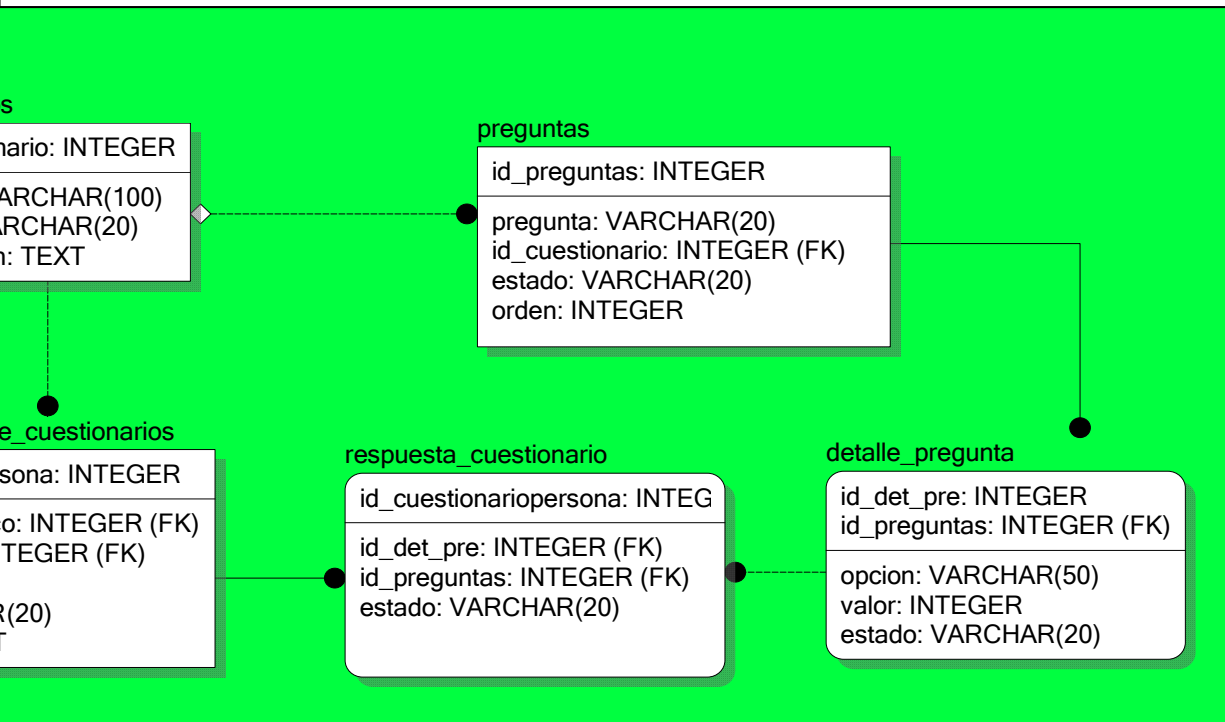 s
nario: INTEGER
ARCHAR(100)
ARCHAR(20)
n: TEXT
preguntas
id_preguntas: INTEGER
pregunta: VARCHAR(20)
id_cuestionario: INTEGER (FK)
estado: VARCHAR(20)
orden: INTEGER
e_cuestionarios
sona: INTEGER
co: INTEGER (FK)
NTEGER (FK)
R(20)
T
respuesta_cuestionario
id_cuestionariopersona: INTEG
id_det_pre: INTEGER (FK)
id_preguntas: INTEGER (FK)
estado: VARCHAR(20)
detalle_pregunta
id_det_pre: INTEGER
id_preguntas: INTEGER (FK)
opcion: VARCHAR(50)
valor: INTEGER
estado: VARCHAR(20)